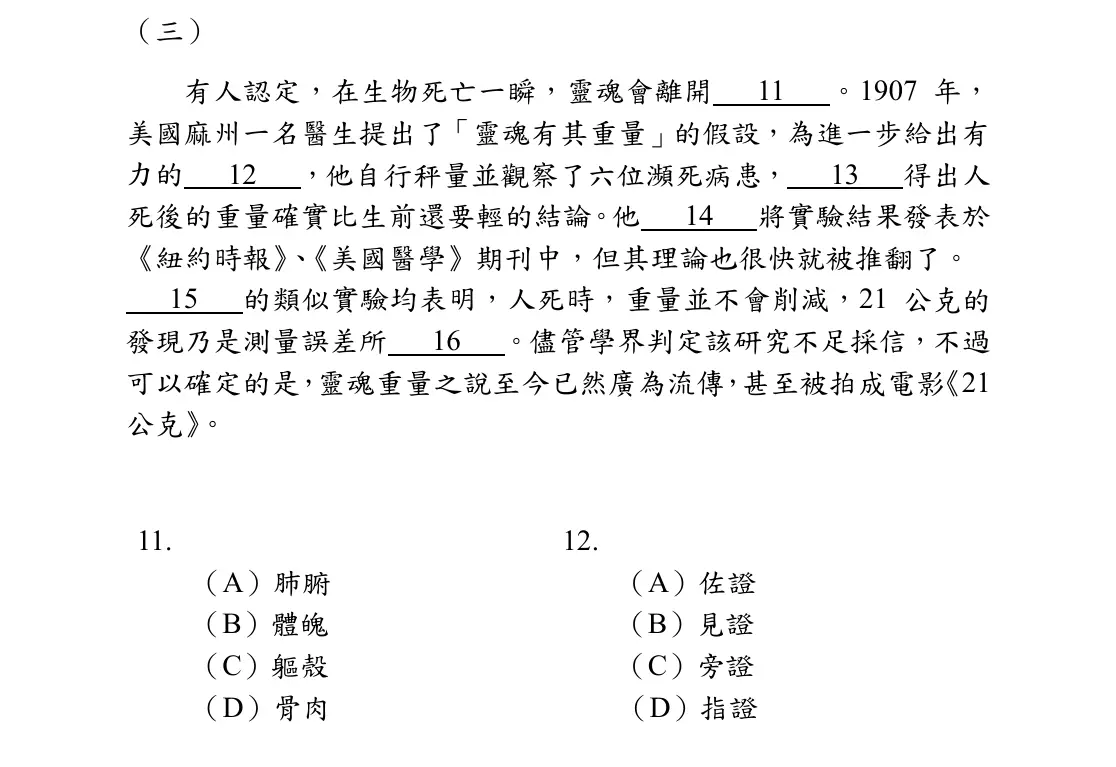 （三）
有人認定，在生物死亡一瞬，靈魂會離開 11 。1907 年，
美國麻州一名醫生提出了「靈魂有其重量」的假設，為進一步給出有
力的 12 ，他自行秤量並觀察了六位瀕死病患， 13 得出人
死後的重量確實比生前還要輕的結論。他 14 將實驗結果發表於
《紐約時報》、《美國醫學》期刊中，但其理論也很快就被推翻了。
15 的類似實驗均表明，人死時，重量並不會削減，21 公克的
發現乃是測量誤差所 16 。儘管學界判定該研究不足採信，不過
可以確定的是，靈魂重量之說至今已然廣為流傳，甚至被拍成電影《21
公克》。
11.
（A）肺腑
（B）體魄
（C）軀殼
（D）骨肉
12.
（A）佐證
（B）見證
（C）旁證
（D）指證